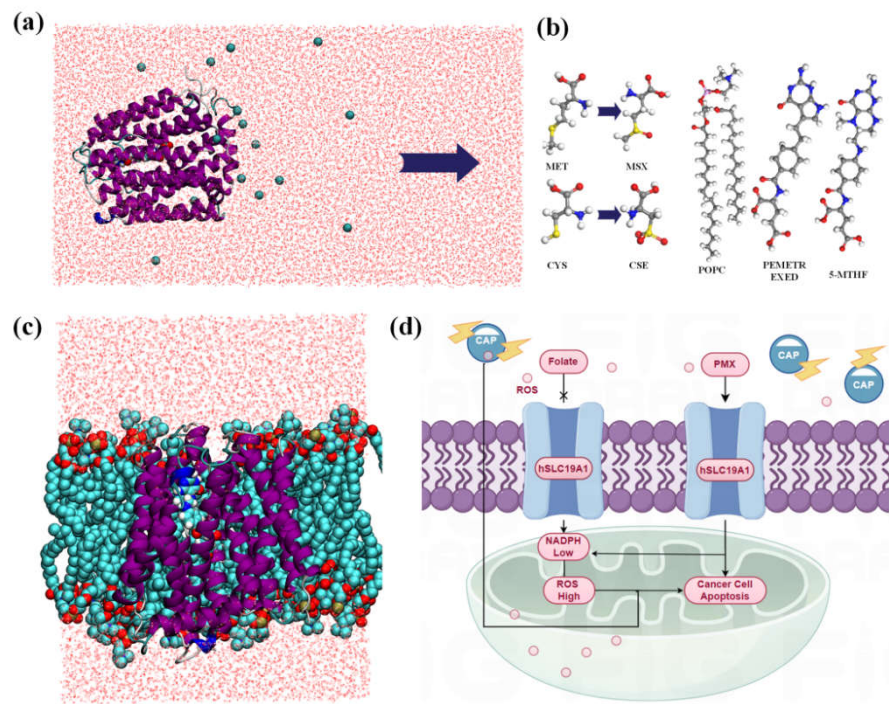 (a)
(b)
MET
MSX
CYS
CSE
POPC
PEMETR
EXED
5-MTHF
(c)
(d)
CAP
Folate
ROS
PMX
CAP
CAP
hSLC19A1
hSLC19A1
NADPH
Low
ROS
High
Cancer Cell
Apoptosis